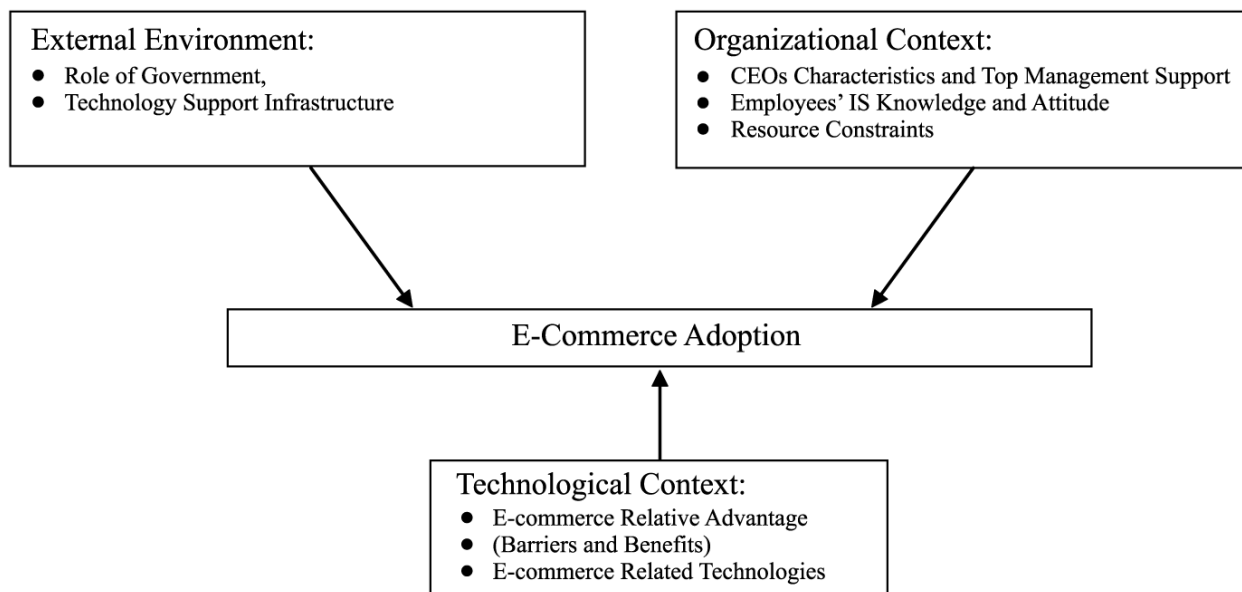 External Environment:
● Role of Government,
● Technology Support Infrastructure
Organizational Context:
● CEOs Characteristics and Top Management Support
● Employees’ IS Knowledge and Attitude
● Resource Constraints
E-Commerce Adoption
Technological Context:
● E-commerce Relative Advantage
● (Barriers and Benefits)
● E-commerce Related Technologies